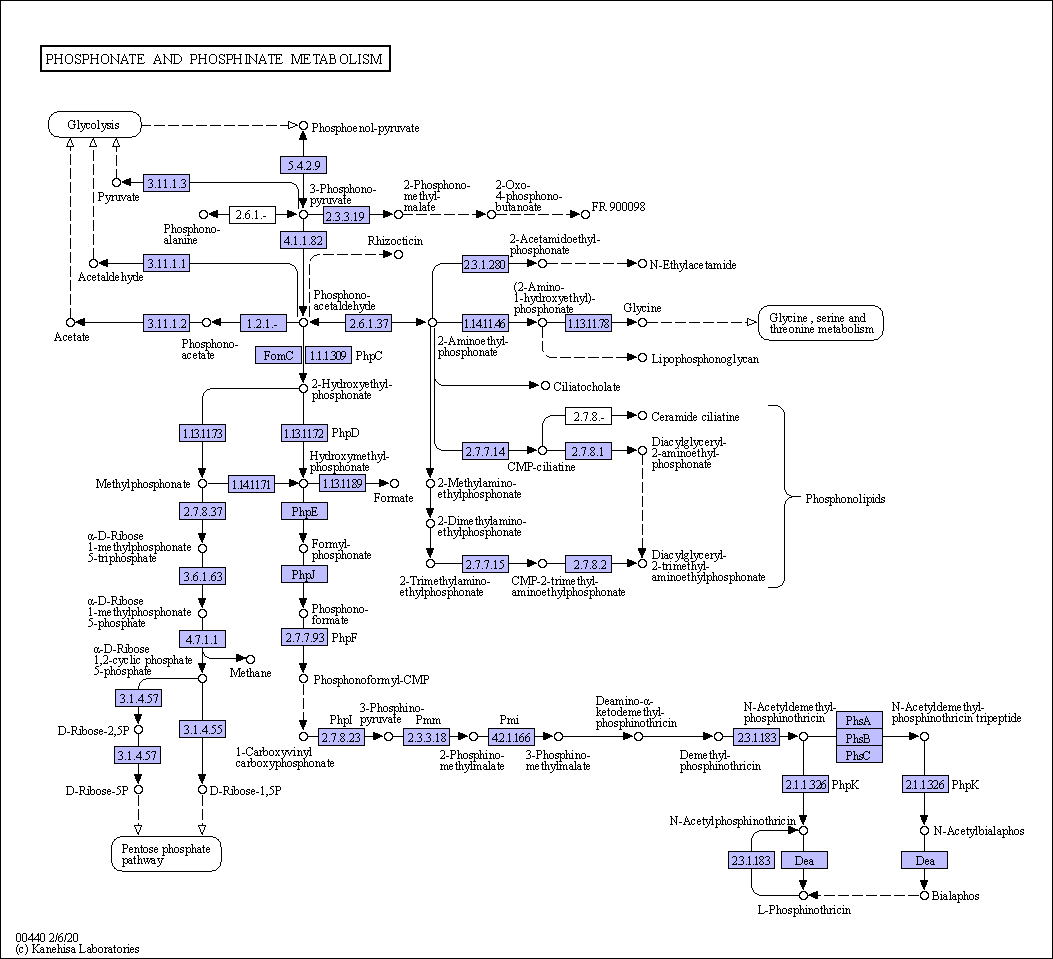 PHOSPHONATE AND PHOSPHINATE METABOLISM
Glycolysis
Phosphoenol-pyruvate
5.4.2.9
3.11.1.3
Pyruvate
3-Phosphono-
pyruvate
2-Phosphono-
methyl-
malate
2-Oxo-
4-phosphono-
butanoate
FR 900098
2.6.1.-
2.3.3.19
Phosphono-
alanine
4.1.1.82
Rhizocticin
2-Acetamidoethyl-
phosphonate
3.11.1.1
Acetaldehyde
2.3.1.280
N-Ethylacetamide
Phosphono-
acetaldehyde
(2-Amino-
1-hydroxyethyl)-
phosphonate
Glycine
Glycine , serine and
threonine metabolism
3.11.1.2
1.2.1.-
2.6.1.37
1.14.11.46
1.13.11.78
Acetate
Phosphono-
acetate
2-Aminoethyl-
phosphonate
FomC
1.1.1.309
PhpC
Lipophosphonoglycan
2-Hydroxyethyl-
phosphonate
Ciliatocholate
2.7.8.-
Ceramide ciliatine
1.13.11.73
1.13.11.72
PhpD
2.7.7.14
2.7.8.1
Diacylglyceryl-
2-aminoethyl-
phosphonate
CMP-ciliatine
Hydroxymethyl-
phosphonate
Methylphosphonate
1.14.11.71
1.13.11.89
Formate
2-Methylamino-
ethylphosphonate
Phosphonolipids
2.7.8.37
PhpE
2-Dimethylamino-
ethylphosphonate
α-D-Ribose
1-methylphosphonate
5-triphosphate
Formyl-
phosphonate
2.7.7.15
2.7.8.2
Diacylglyceryl-
2-trimethyl-
aminoethylphosphonate
3.6.1.63
PhpJ
2-Trimethylamino-
ethylphosphonate
CMP-2-trimethyl-
aminoethylphosphonate
α-D-Ribose
1-methylphosphonate
5-phosphate
Phosphono-
formate
4.7.1.1
2.7.7.93
PhpF
α-D-Ribose
1,2-cyclic phosphate
5-phosphate
Methane
Phosphonoformyl-CMP
3.1.4.57
3-Phosphino-
pyruvate
Deamino-α-
ketodemethyl-
phosphinothricin
N-Acetyldemethyl-
phosphinothricin
N-Acetyldemethyl-
phosphinothricin tripeptide
D-Ribose-2,5P
3.1.4.55
PhpI
Pmm
Pmi
PhsA
PhsB
PhsC
2.7.8.23
2.3.3.18
4.2.1.166
2.3.1.183
3.1.4.57
1-Carboxyvinyl
carboxyphosphonate
2-Phosphino-
methylmalate
3-Phosphino-
methylmalate
Demethyl-
phosphinothricin
D-Ribose-5P
D-Ribose-1,5P
2.1.1.326
PhpK
2.1.1.326
PhpK
Pentose phosphate
pathway
N-Acetylphosphinothricin
N-Acetylbialaphos
2.3.1.183
Dea
Dea
L-Phosphinothricin
Bialaphos
00440 2/6/20
(c) Kanehisa Laboratories